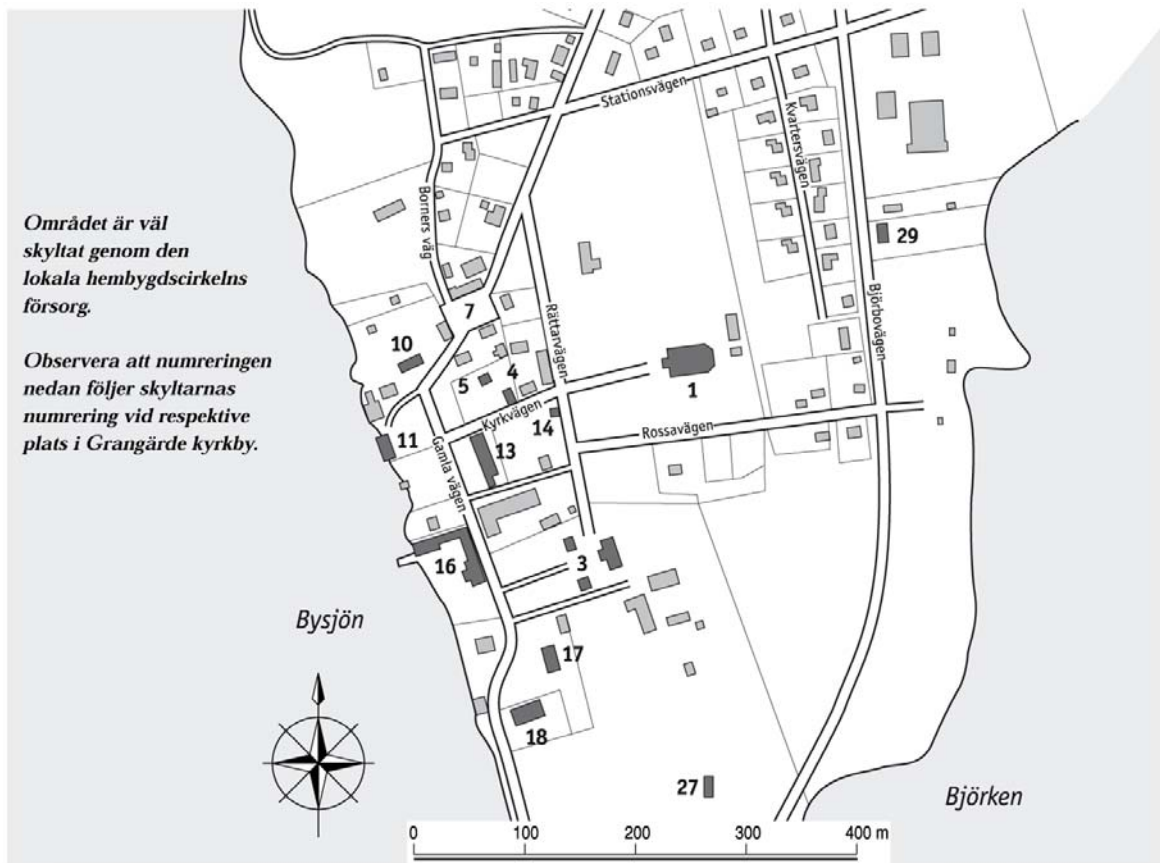 Stationsvägen
Kvartersvägen
Borners väg
Området är väl
skyltat genom den
lokala hembygdscirkelns
försorg.
Observera att numreringen
nedan följer skyltarnas
numrering vid respektive
plats i Grangärde kyrkby.
29
7
Rättarvägen
Björbovägen
10
5
4
1
Kyrkvägen
14
Rossavägen
11
13
Gamla vägen
16
3
Bysjön
17
18
27
Björken
0 100 200 300 400 m